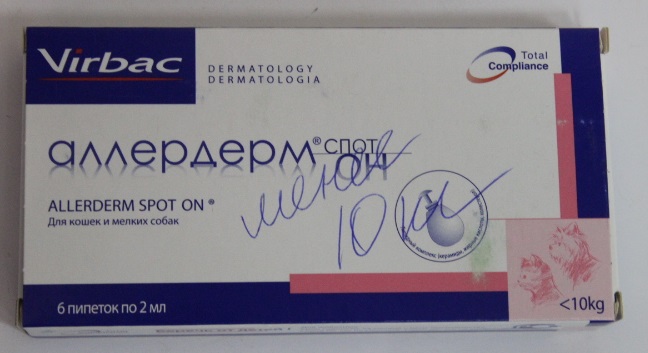 Virbac
DERMATOLOGY
DERMATOLOGIA
Total
Compliance
аллердерм® СПОТ
ОН
ALLERDERM SPOT ON ®
Для кошек и мелких собак
менее
10 кг
6 пипеток по 2 мл
<10kg